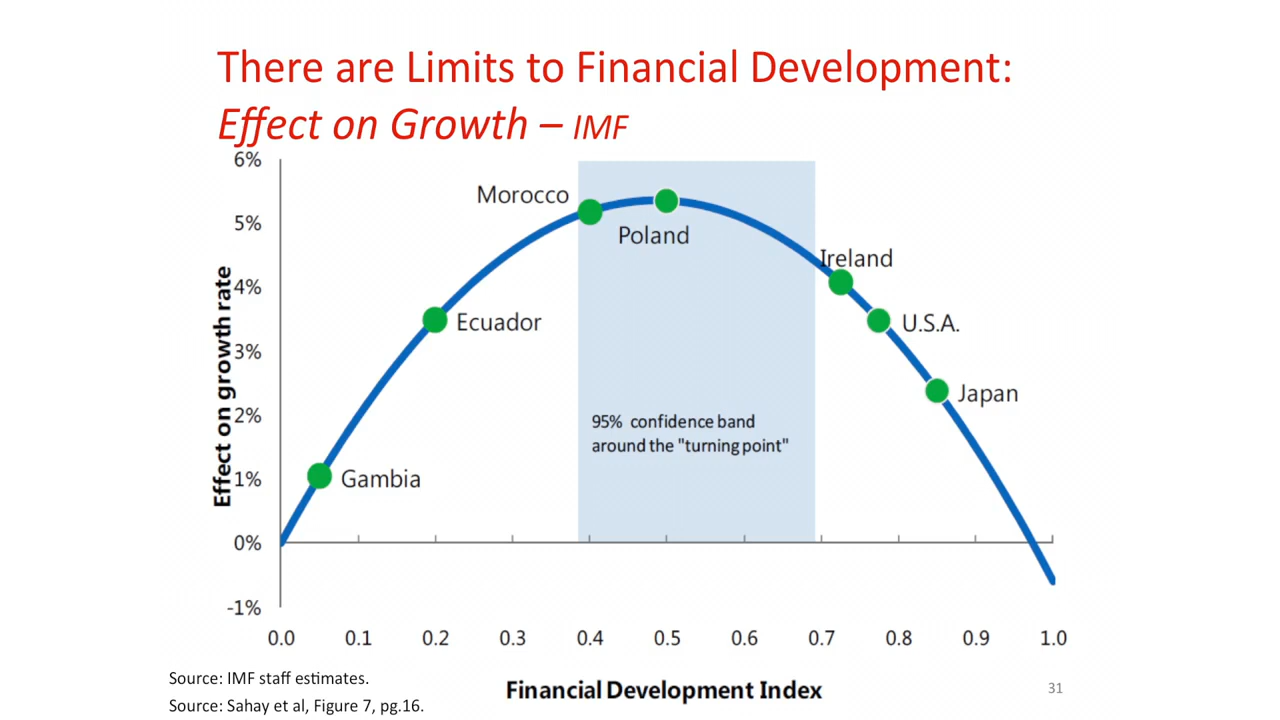 There are Limits to Financial Development:
Effect on Growth – IMF
6%
5%
4%
3%
2%
1%
0%
-1%
Effect on growth rate
Morocco
Poland
Ireland
Ecuador
U.S.A.
Japan
Gambia
95% confidence band
around the "turning point"
0.0 0.1 0.2 0.3 0.4 0.5 0.6 0.7 0.8 0.9 1.0
Financial Development Index
Source: IMF staff estimates.
Source: Sahay et al, Figure 7, pg.16.
31